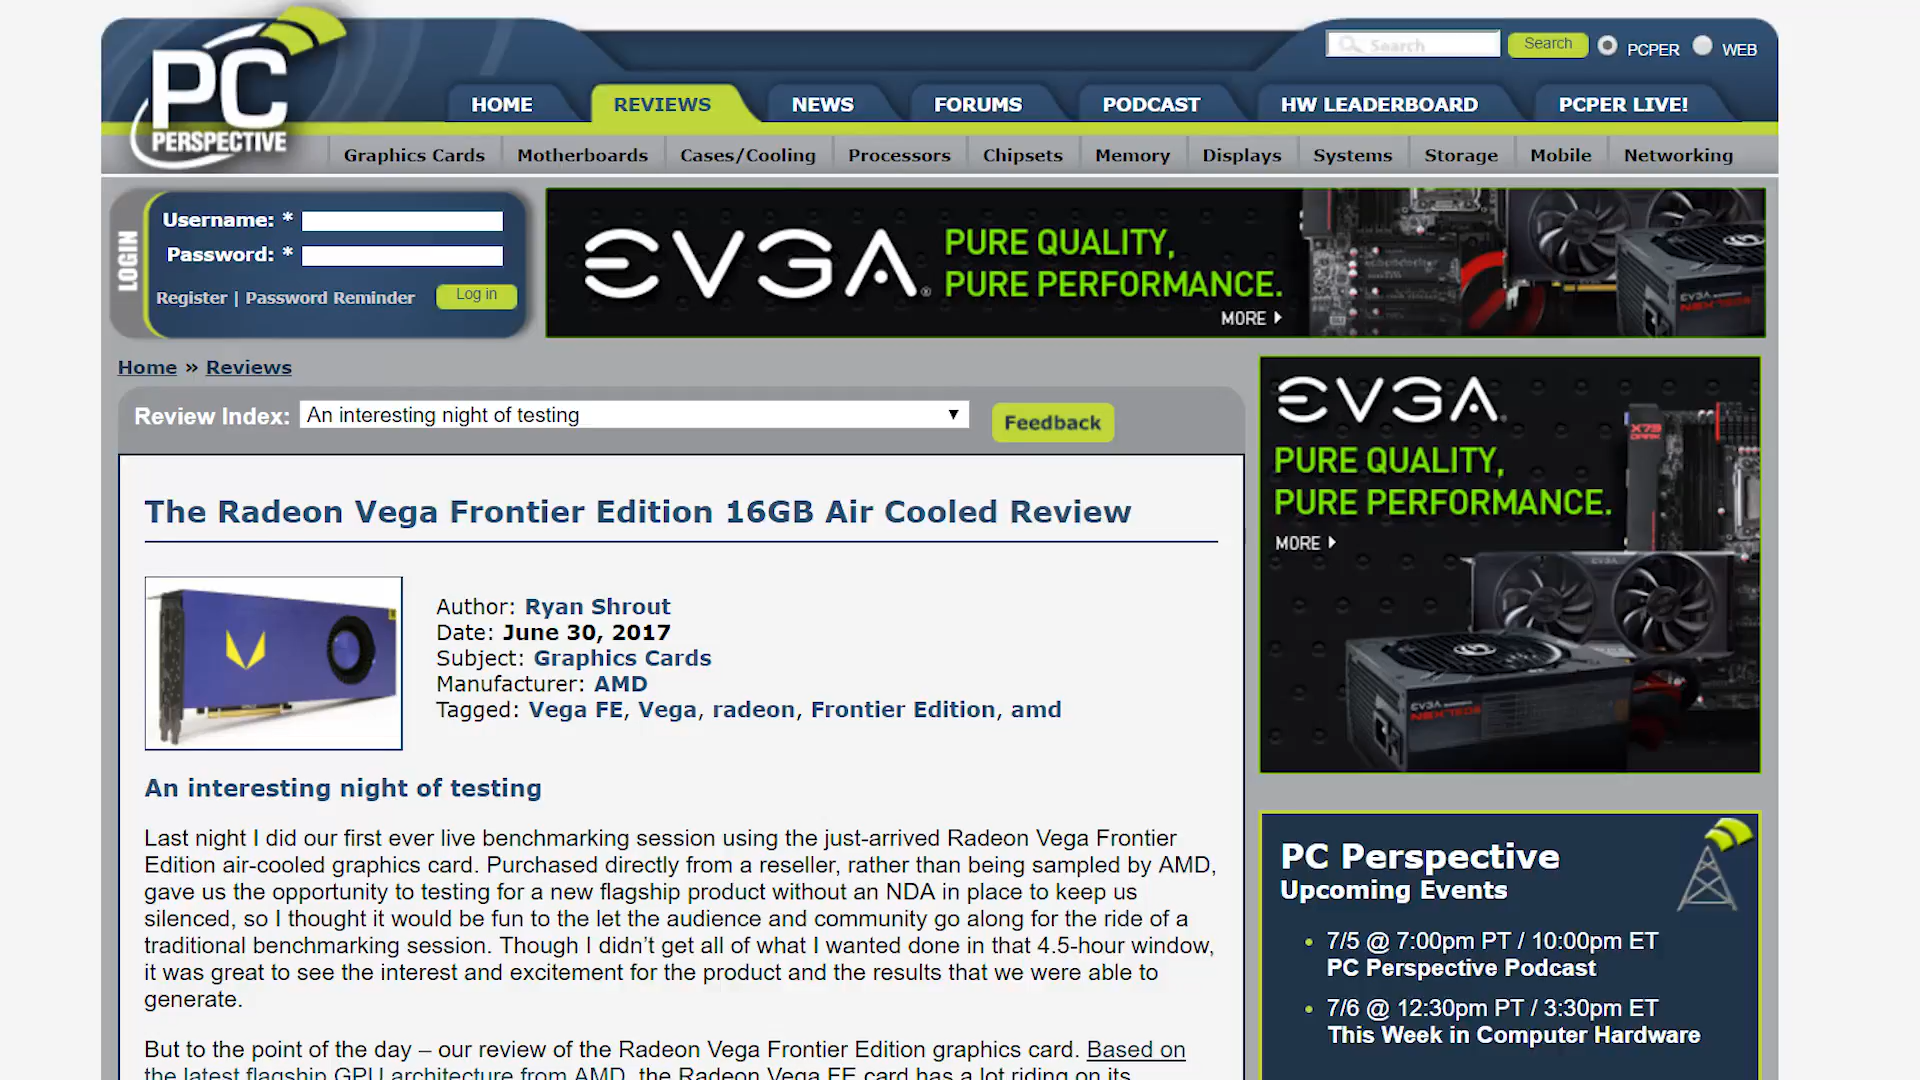 PC
PERSPECTIVE
Search
Search
PCPER
WEB
HOME
REVIEWS
NEWS
FORUMS
PODCAST
HW LEADERBOARD
PCPER LIVE!
Graphics Cards
Motherboards
Cases/Cooling
Processors
Chipsets
Memory
Displays
Systems
Storage
Mobile
Networking
LOGIN
Username: *
Password: *
Register | Password Reminder
Log in
EVGA®
PURE QUALITY,
PURE PERFORMANCE.
MORE
EVGA
Home » Reviews
Review Index: An interesting night of testing
Feedback
The Radeon Vega Frontier Edition 16GB Air Cooled Review
Author: Ryan Shrout
Date: June 30, 2017
Subject: Graphics Cards
Manufacturer: AMD
Tagged: Vega FE, Vega, radeon, Frontier Edition, amd
An interesting night of testing
Last night I did our first ever live benchmarking session using the just-arrived Radeon Vega Frontier
Edition air-cooled graphics card. Purchased directly from a reseller, rather than being sampled by AMD,
gave us the opportunity to testing for a new flagship product without an NDA in place to keep us
silenced, so I thought it would be fun to the let the audience and community go along for the ride of a
traditional benchmarking session. Though I didn’t get all of what I wanted done in that 4.5-hour window,
it was great to see the interest and excitement for the product and the results that we were able to
generate.
But to the point of the day – our review of the Radeon Vega Frontier Edition graphics card. Based on
the latest flagship GPU architecture from AMD, the Radeon Vega FE card has a lot riding on its
EVGA
PURE QUALITY,
PURE PERFORMANCE.
MORE
X79
DARK
EVGA
PC Perspective
Upcoming Events
7/5 @ 7:00pm PT / 10:00pm ET
PC Perspective Podcast
7/6 @ 12:30pm PT / 3:30pm ET
This Week in Computer Hardware